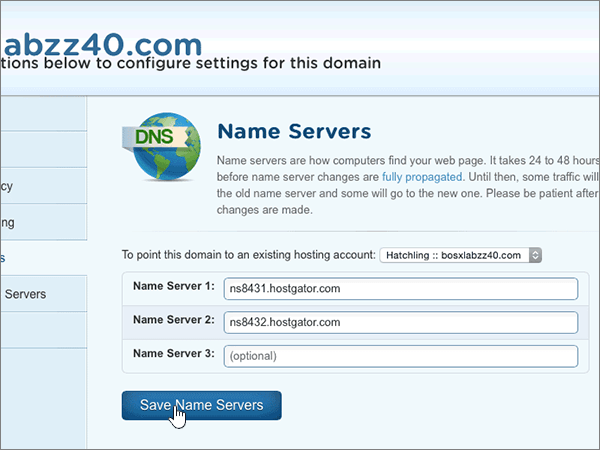 abzz40.com
tions below to configure settings for this domain
DNS
Name Servers
Name servers are how computers find your web page. It takes 24 to 48 hours
before name server changes are fully propagated. Until then, some traffic will
the old name server and some will go to the new one. Please be patient after
changes are made.
cy
ng
s
Servers
To point this domain to an existing hosting account: Hatchling :: bosxlabzz40.com
Name Server 1: ns8431.hostgator.com
Name Server 2: ns8432.hostgator.com
Name Server 3: (optional)
Save Name Servers